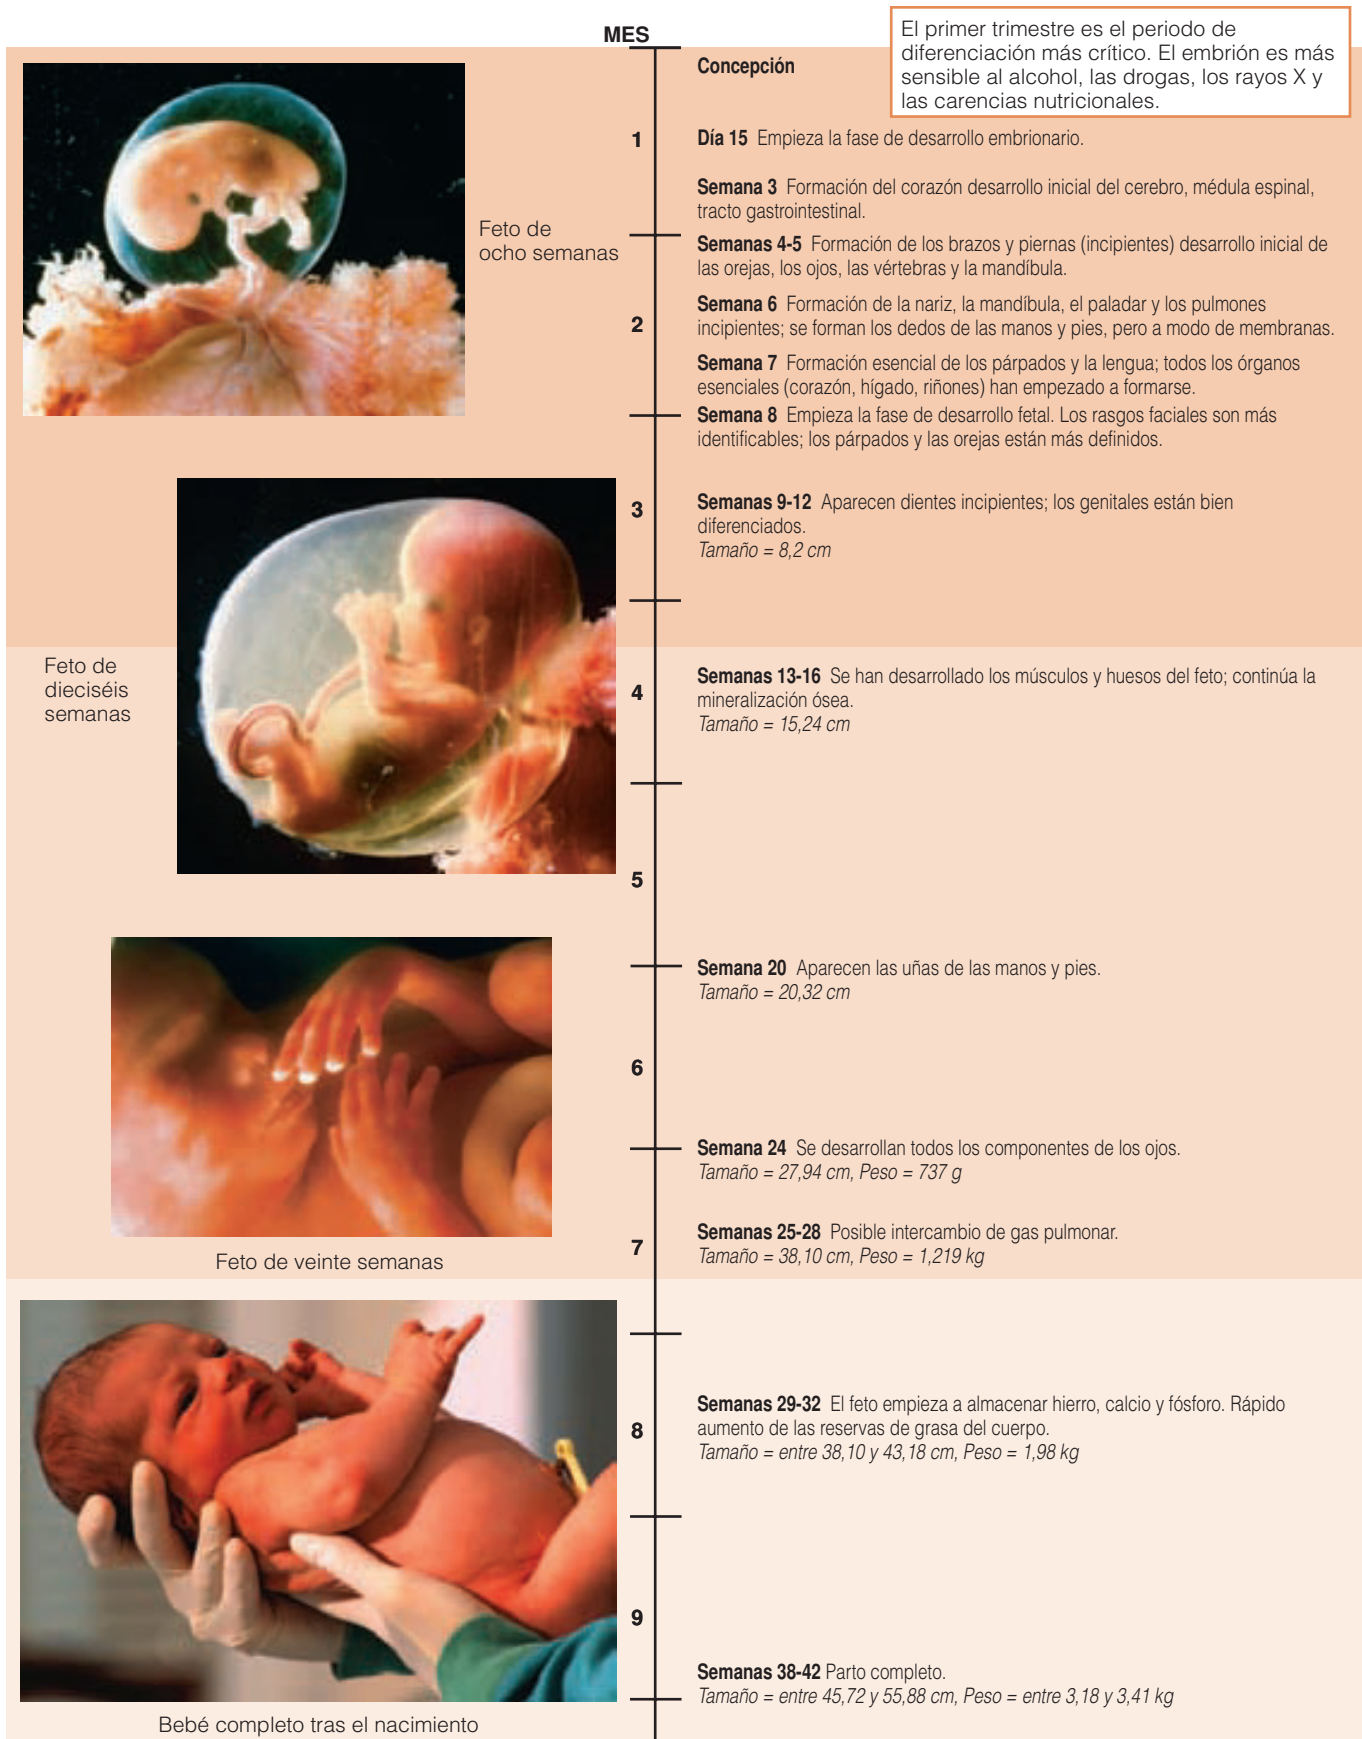 MES
El primer trimestre es el periodo de
diferenciación más crítico. El embrión es más
sensible al alcohol, las drogas, los rayos X y
las carencias nutricionales.
Concepción
1
Día 15 Empieza la fase de desarrollo embrionario.
Semana 3 Formación del corazón desarrollo inicial del cerebro, médula espinal,
tracto gastrointestinal.
Feto de
ocho semanas
Semanas 4-5 Formación de los brazos y piernas (incipientes) desarrollo inicial de
las orejas, los ojos, las vértebras y la mandíbula.
2
Semana 6 Formación de la nariz, la mandíbula, el paladar y los pulmones
incipientes; se forman los dedos de las manos y pies, pero a modo de membranas.
Semana 7 Formación esencial de los párpados y la lengua; todos los órganos
esenciales (corazón, hígado, riñones) han empezado a formarse.
Semana 8 Empieza la fase de desarrollo fetal. Los rasgos faciales son más
identificables; los párpados y las orejas están más definidos.
3
Semanas 9-12 Aparecen dientes incipientes; los genitales están bien
diferenciados.
Tamaño = 8,2 cm
Feto de
dieciséis
semanas
4
Semanas 13-16 Se han desarrollado los músculos y huesos del feto; continúa la
mineralización ósea.
Tamaño = 15,24 cm
5
Semana 20 Aparecen las uñas de las manos y pies.
Tamaño = 20,32 cm
6
Semana 24 Se desarrollan todos los componentes de los ojos.
Tamaño = 27,94 cm, Peso = 737 g
Feto de veinte semanas
7
Semanas 25-28 Posible intercambio de gas pulmonar.
Tamaño = 38,10 cm, Peso = 1,219 kg
8
Semanas 29-32 El feto empieza a almacenar hierro, calcio y fósforo. Rápido
aumento de las reservas de grasa del cuerpo.
Tamaño = entre 38,10 y 43,18 cm, Peso = 1,98 kg
9
Semanas 38-42 Parto completo.
Tamaño = entre 45,72 y 55,88 cm, Peso = entre 3,18 y 3,41 kg
Bebé completo tras el nacimiento